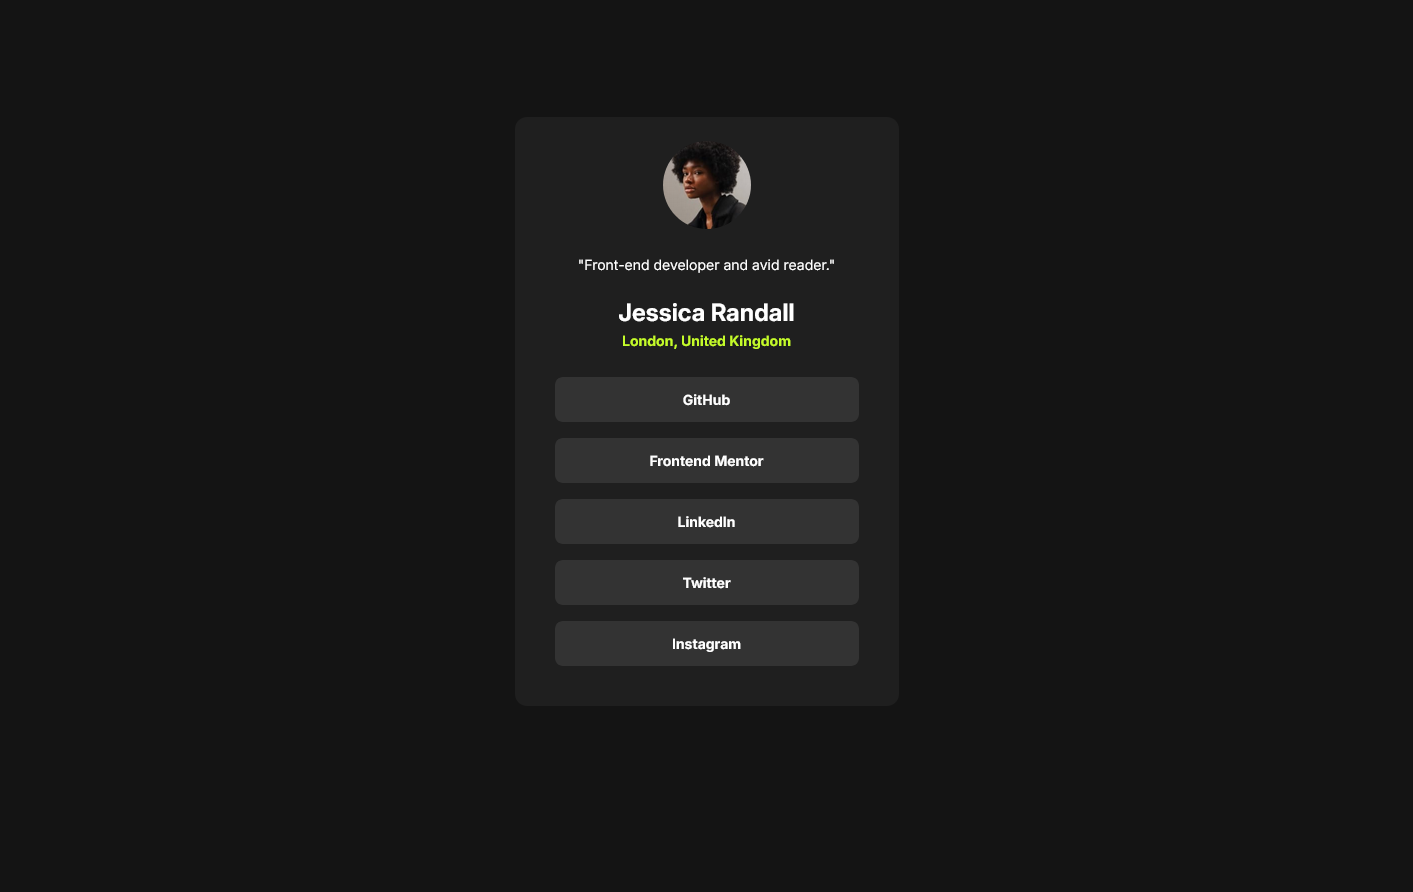 "Front-end developer and avid reader."
Jessica Randall
London, United Kingdom
GitHub
Frontend Mentor
LinkedIn
Twitter
Instagram